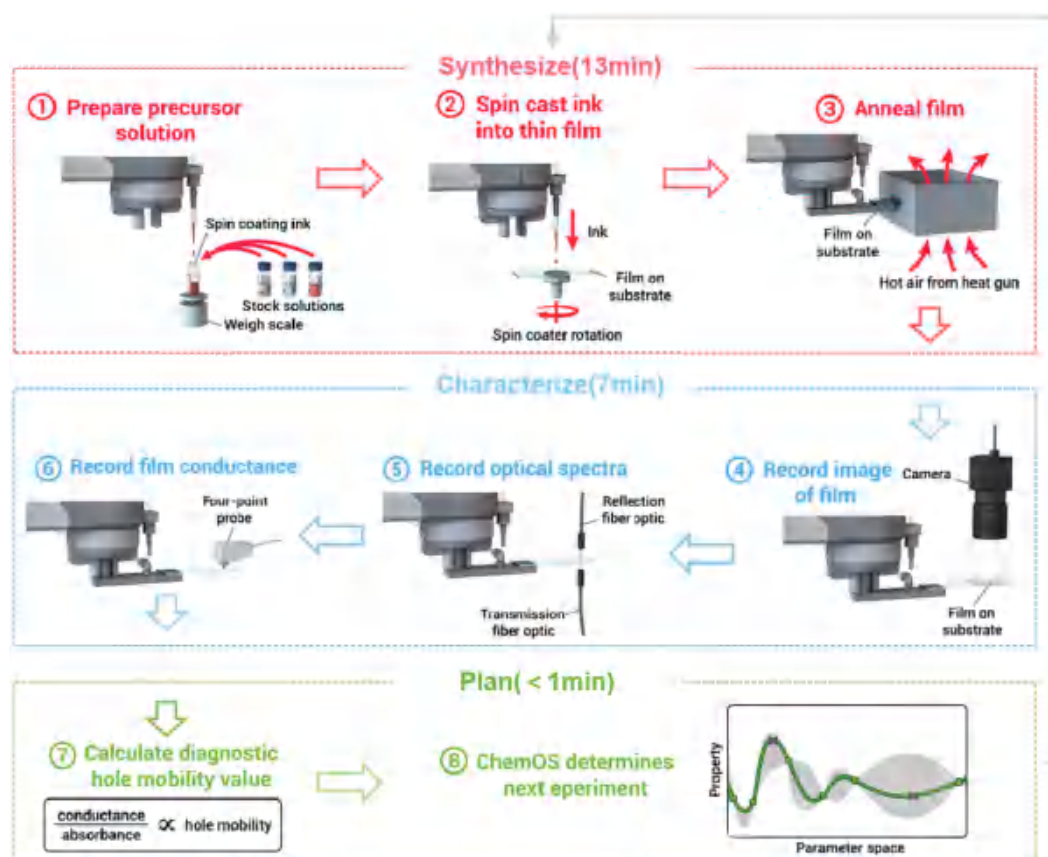 Synthesize(13min)
① Prepare precursor
solution
② Spin cast ink
into thin film
③ Anneal film
Spin coating ink
Stock solutions
Weigh scale
Ink
Film on
substrate
Spin coater rotation
Film on
substrate
Hot air from heat gun
Characterize(7min)
⑥ Record film conductance
Four-point
probe
⑤ Record optical spectra
Reflection
fiber optic
Transmission
fiber optic
④ Record image
of film
Camera
Film on
substrate
Plan( < 1min)
⑦ Calculate diagnostic
hole mobility value
conductance
absorbance
∝ hole mobility
⑧ ChemOS determines
next eperiment
Property
Parameter space